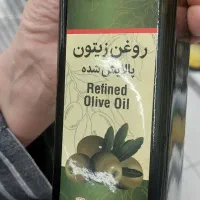 روغن زیتون
پالایش شده
Refined
Olive Oil